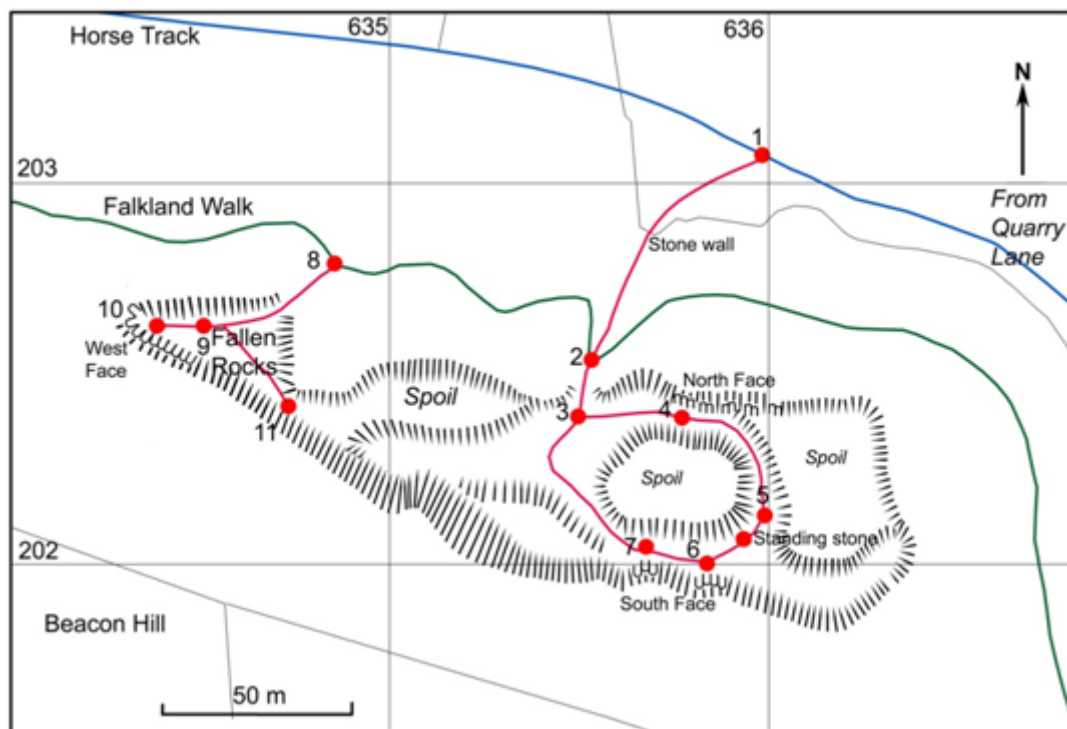 635
636
Horse Track
N
1
203
From
Quarry
Lane
Falkland Walk
Stone wall
8
10
9
Fallen
Rocks
West
Face
2
North Face
Spoil
3
4
11
Spoil
Spoil
5
Standing stone
7
6
202
South Face
Beacon Hill
50 m